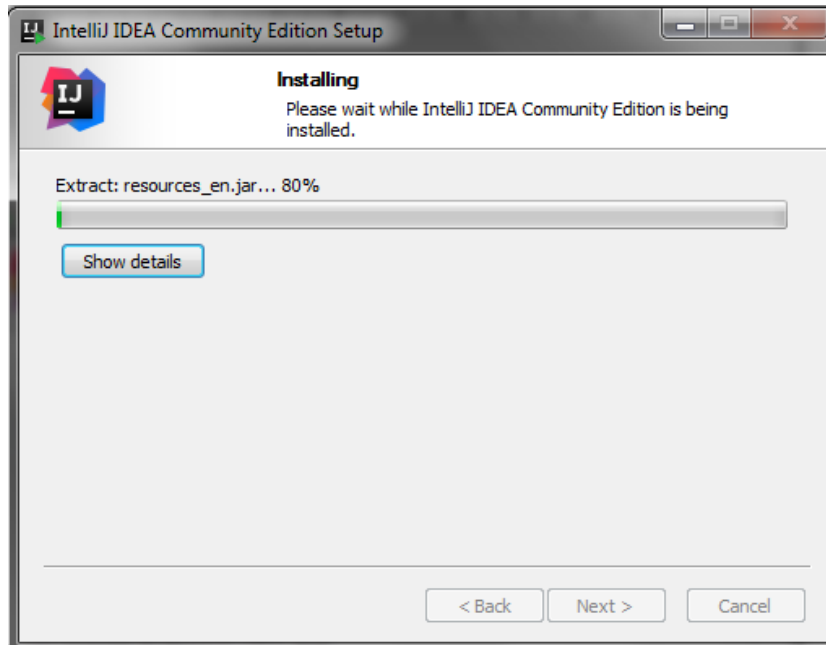 IntelliJ IDEA Community Edition Setup
IJ
Installing
Please wait while IntelliJ IDEA Community Edition is being
installed.
Extract: resources_en.jar... 80%
Show details
< Back
Next >
Cancel